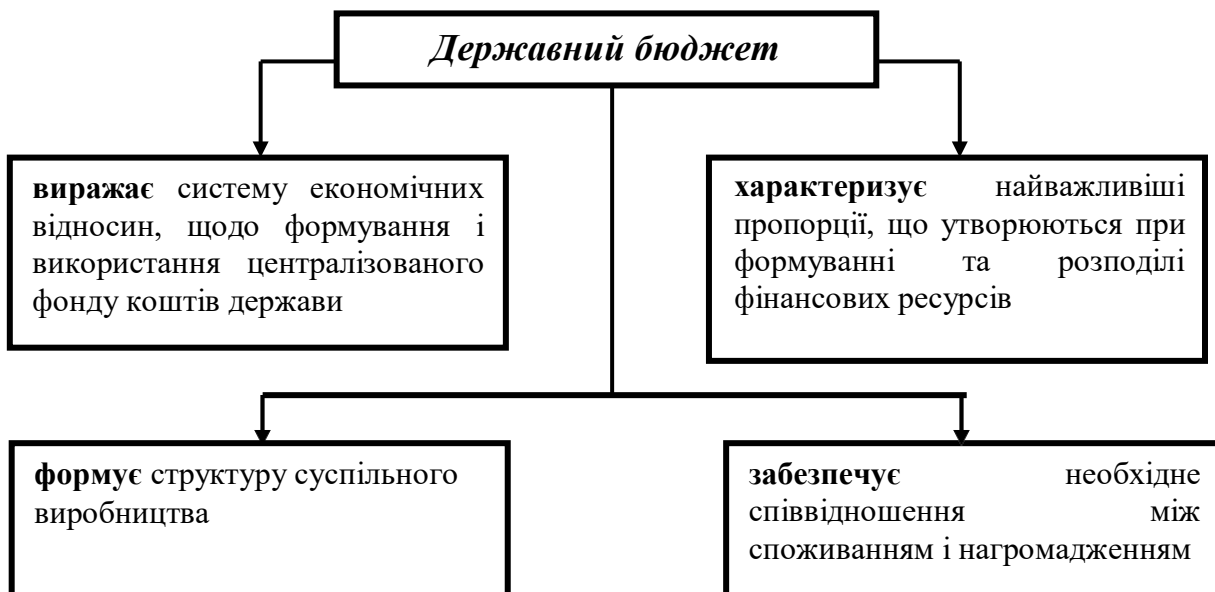 Державний бюджет
виражає систему економічних
відносин, щодо формування і
використання централізованого
фонду коштів держави
характеризує найважливіші
пропорції, що утворюються при
формуванні та розподілі
фінансових ресурсів
формує структуру суспільного
виробництва
забезпечує необхідне
співвідношення між
споживанням і нагромадженням